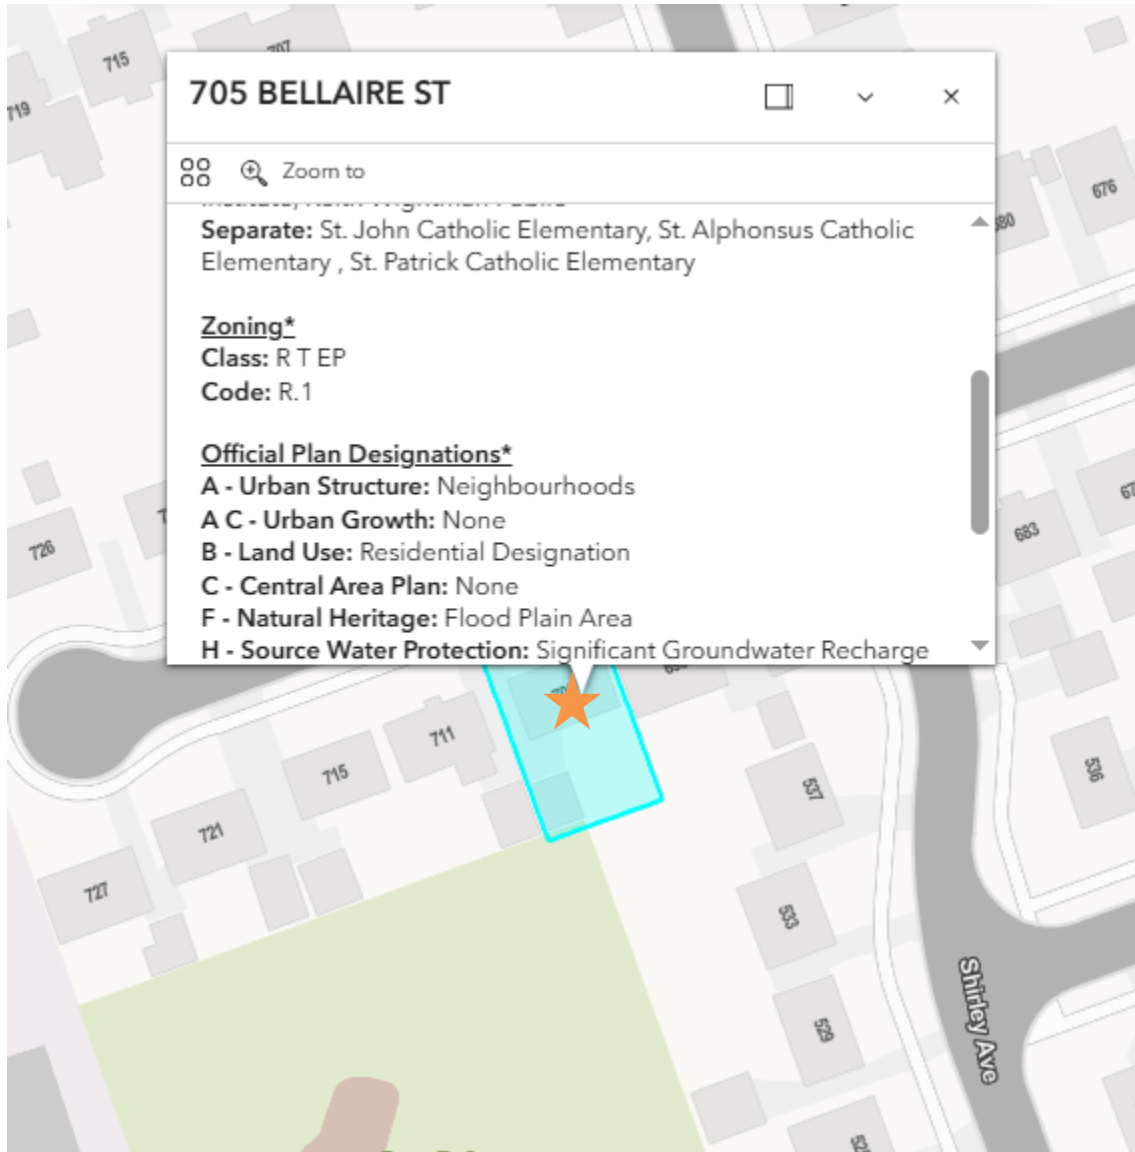 715
707
719
705 BELLAIRE ST
Zoom to
Separate: St. John Catholic Elementary, St. Alphonsus Catholic
Elementary , St. Patrick Catholic Elementary
Zoning*
Class: R T EP
Code: R.1
Official Plan Designations*
A - Urban Structure: Neighbourhoods
A C - Urban Growth: None
B - Land Use: Residential Designation
C - Central Area Plan: None
F - Natural Heritage: Flood Plain Area
H - Source Water Protection: Significant Groundwater Recharge
676
683
726
711
715
721
727
537
536
533
529
Shirley Ave